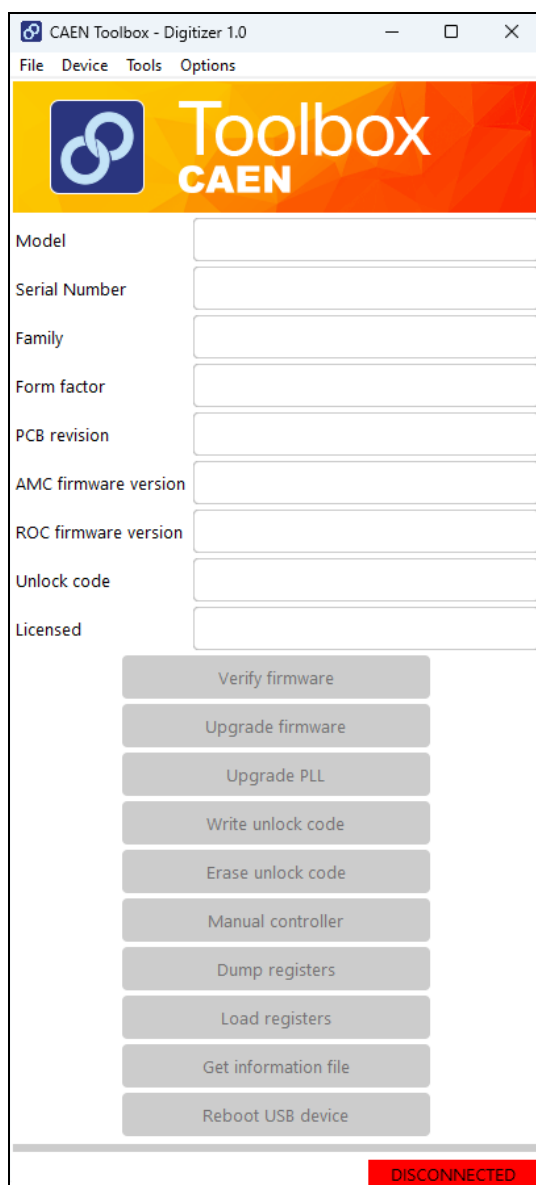 CAEN Toolbox - Digitizer 1.0
File Device Tools Options
Toolbox
CAEN
Model
Serial Number
Family
Form factor
PCB revision
AMC firmware version
ROC firmware version
Unlock code
Licensed
Verify firmware
Upgrade firmware
Upgrade PLL
Write unlock code
Erase unlock code
Manual controller
Dump registers
Load registers
Get information file
Reboot USB device
DISCONNECTED